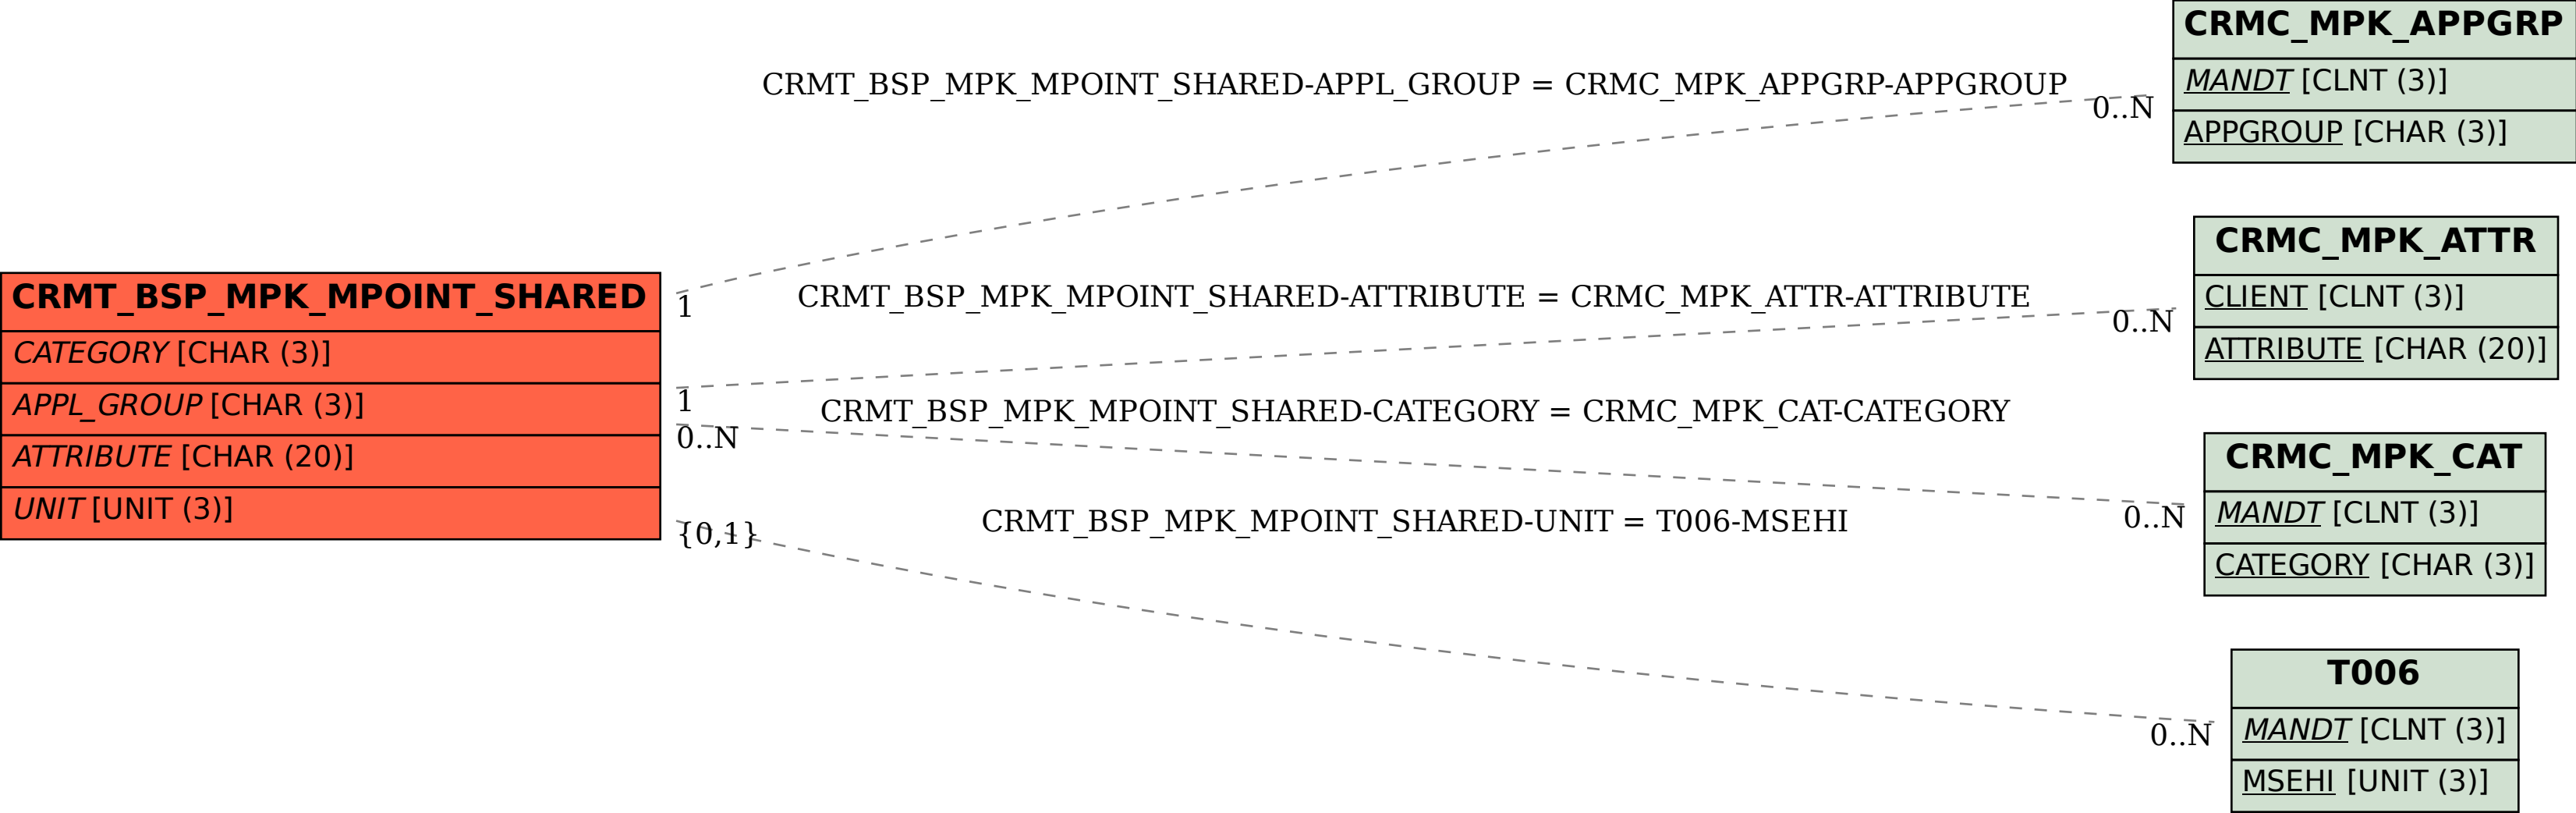 CRMC_MPK_APPGRP
MANDT [CLNT (3)]
APPGROUP [CHAR (3)]
CRMT_BSP_MPK_MPOINT_SHARED-APPL_GROUP = CRMC_MPK_APPGRP-APPGROUP
0..N
1
CRMC_MPK_ATTR
CLIENT [CLNT (3)]
ATTRIBUTE [CHAR (20)]
CRMT_BSP_MPK_MPOINT_SHARED-ATTRIBUTE = CRMC_MPK_ATTR-ATTRIBUTE
0..N
1
CRMT_BSP_MPK_MPOINT_SHARED
CATEGORY [CHAR (3)]
APPL_GROUP [CHAR (3)]
ATTRIBUTE [CHAR (20)]
UNIT [UNIT (3)]
CRMT_BSP_MPK_MPOINT_SHARED-CATEGORY = CRMC_MPK_CAT-CATEGORY
0..N
0..N
CRMC_MPK_CAT
MANDT [CLNT (3)]
CATEGORY [CHAR (3)]
CRMT_BSP_MPK_MPOINT_SHARED-UNIT = T006-MSEHI
{0,1}
0..N
T006
MANDT [CLNT (3)]
MSEHI [UNIT (3)]